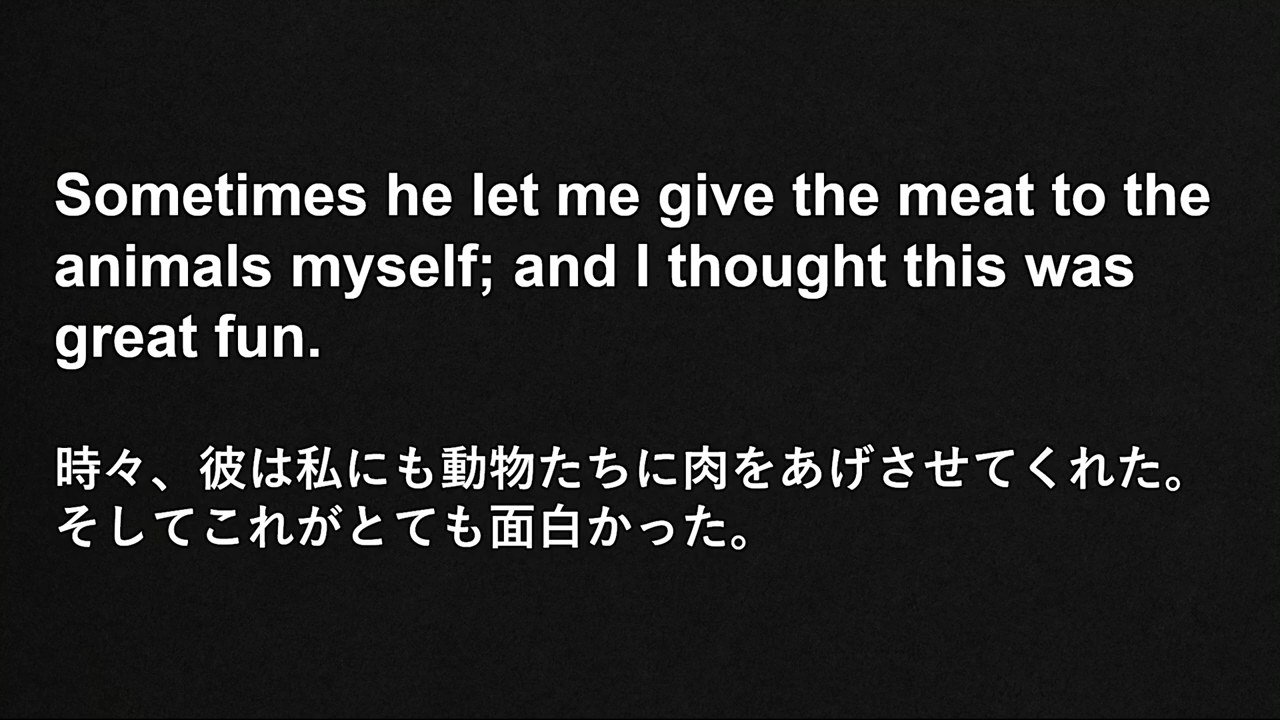 Sometimes he let me give the meat to the
animals myself; and I thought this was
great fun.
時々、彼は私にも動物たちに肉をあげさせてくれた。
そしてこれがとても面白かった。